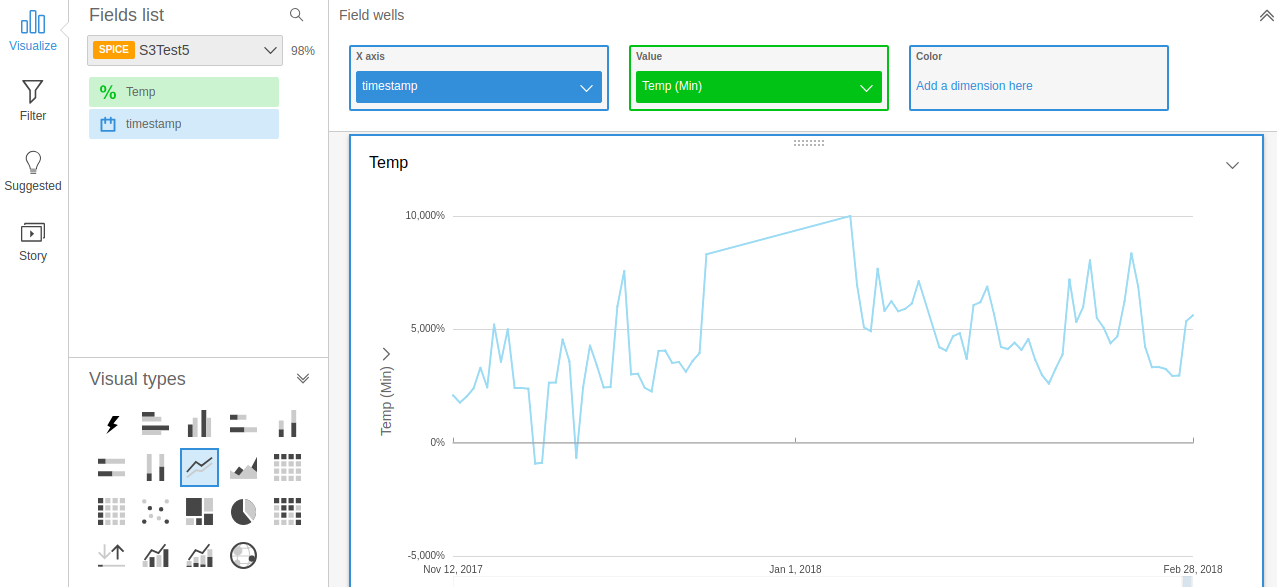 Visualize
Filter
Suggested
Story
Fields list
SPICE S3Test5 98%
% Temp
timestamp
Visual types
Field wells
X axis
timestamp
Value
Temp (Min)
Color
Add a dimension here
Temp
Temp (Min)
10,000%
5,000%
0%
-5,000%
Nov 12, 2017 Jan 1, 2018 Feb 28, 2018